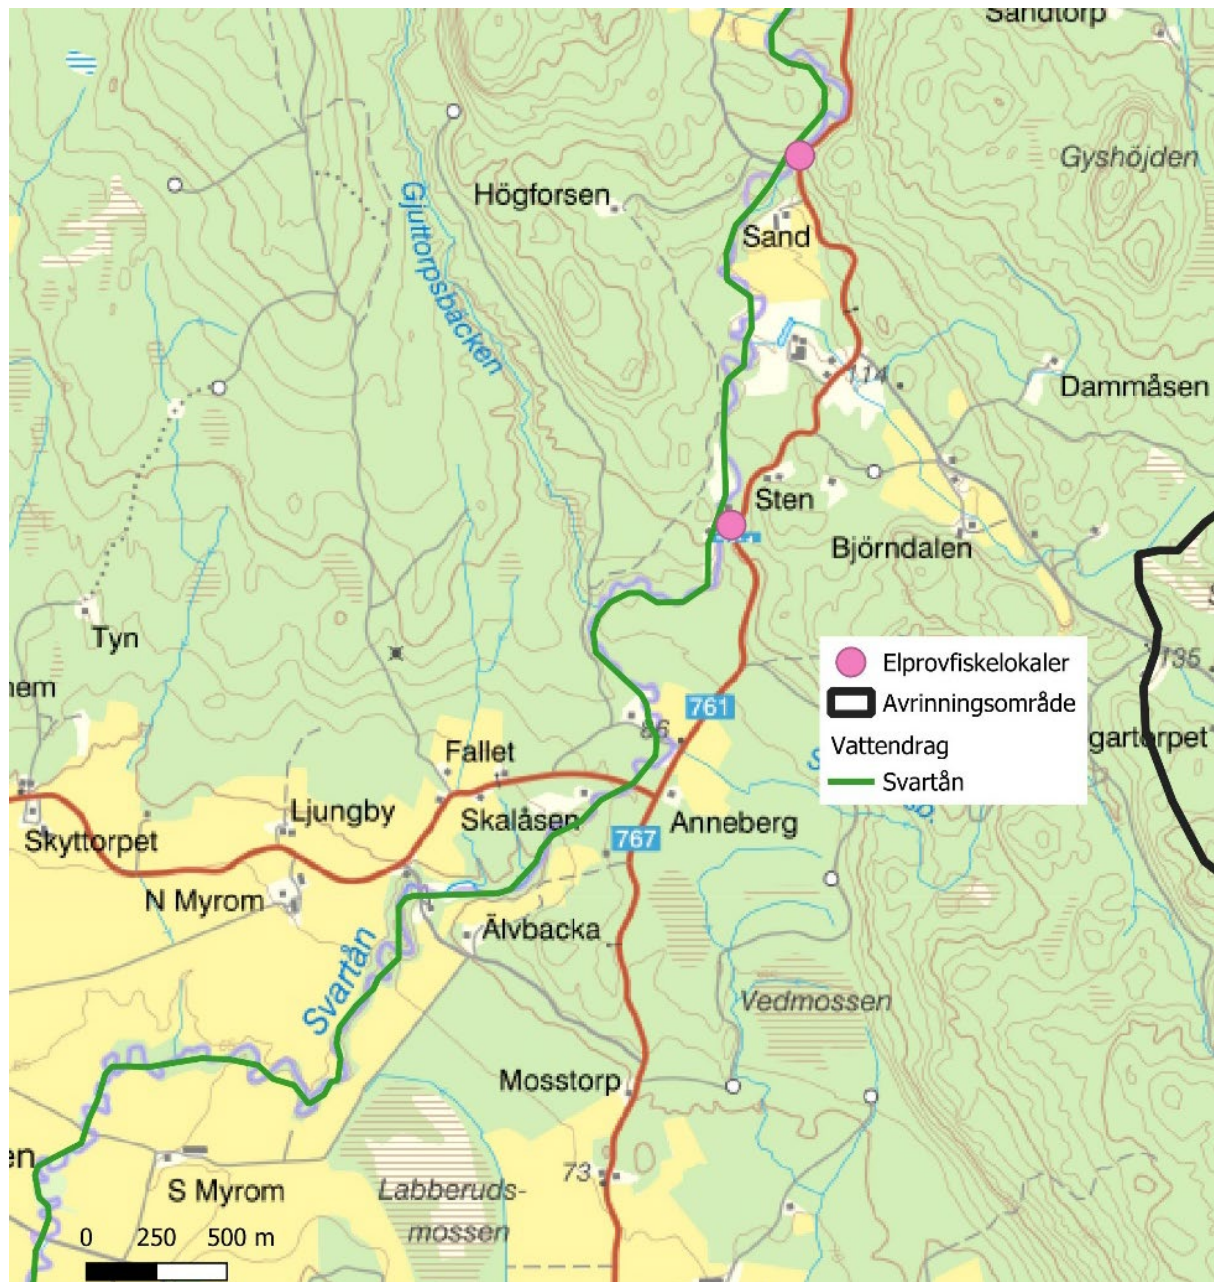 Sandtorp
Gyshöjden
Högforsen
Gjuttorpsbäcken
Sand
114
Dammåsen
Sten
Björndalen
Tyn
135
Elprovfiskelokaler
Avrinningsområde
Vattendrag
Svartån
761
86
gartorpet
Fallet
Ljungby
Skalåsen
Anneberg
Skyttorpet
767
N Myrom
Älvbacka
Svartån
Vedmossen
Mosstorp
S Myrom
73
Labberuds-
mossen
0 250 500 m